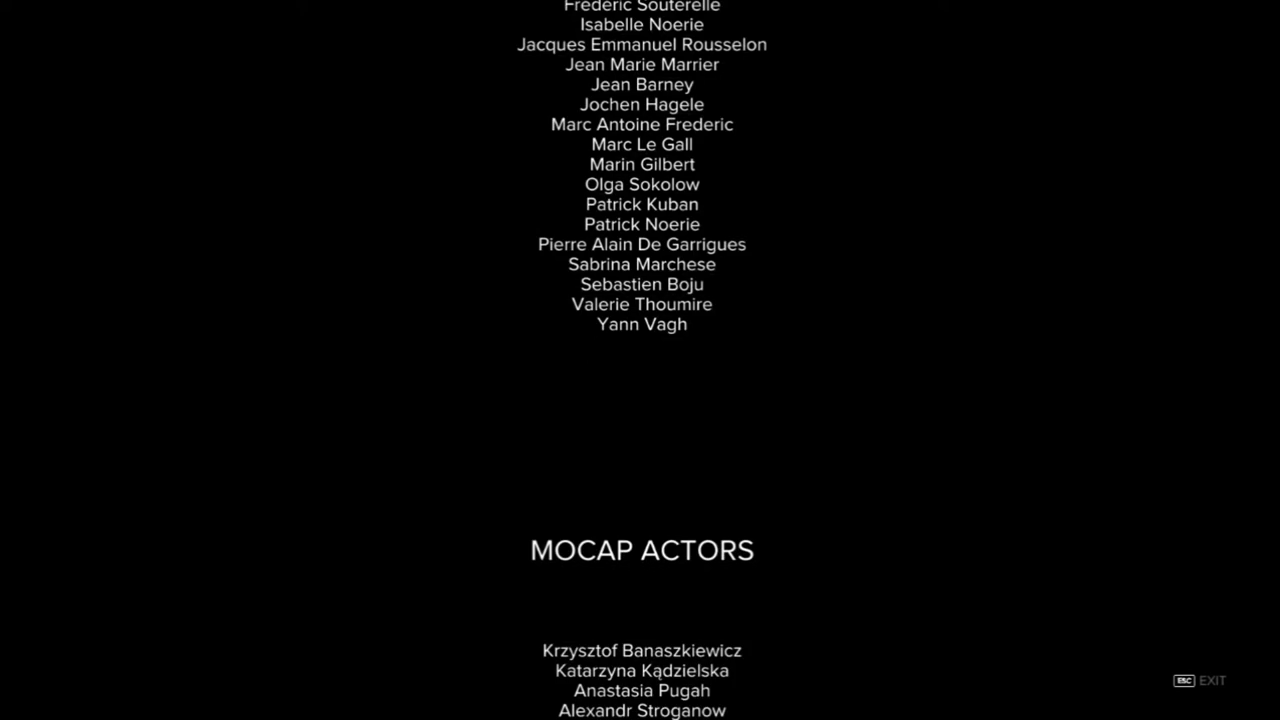 Frederic Souterelle
Isabelle Noerie
Jacques Emmanuel Rousselon
Jean Marie Marrier
Jean Barney
Jochen Hagele
Marc Antoine Frederic
Marc Le Gall
Marin Gilbert
Olga Sokolow
Patrick Kuban
Patrick Noerie
Pierre Alain De Garrigues
Sabrina Marchese
Sebastien Boju
Valerie Thoumire
Yann Vagh
MOCAP ACTORS
Krzysztof Banaszkiewicz
Katarzyna Kądzielska
Anastasia Pugah
Alexandr Stroganow
ESC EXIT